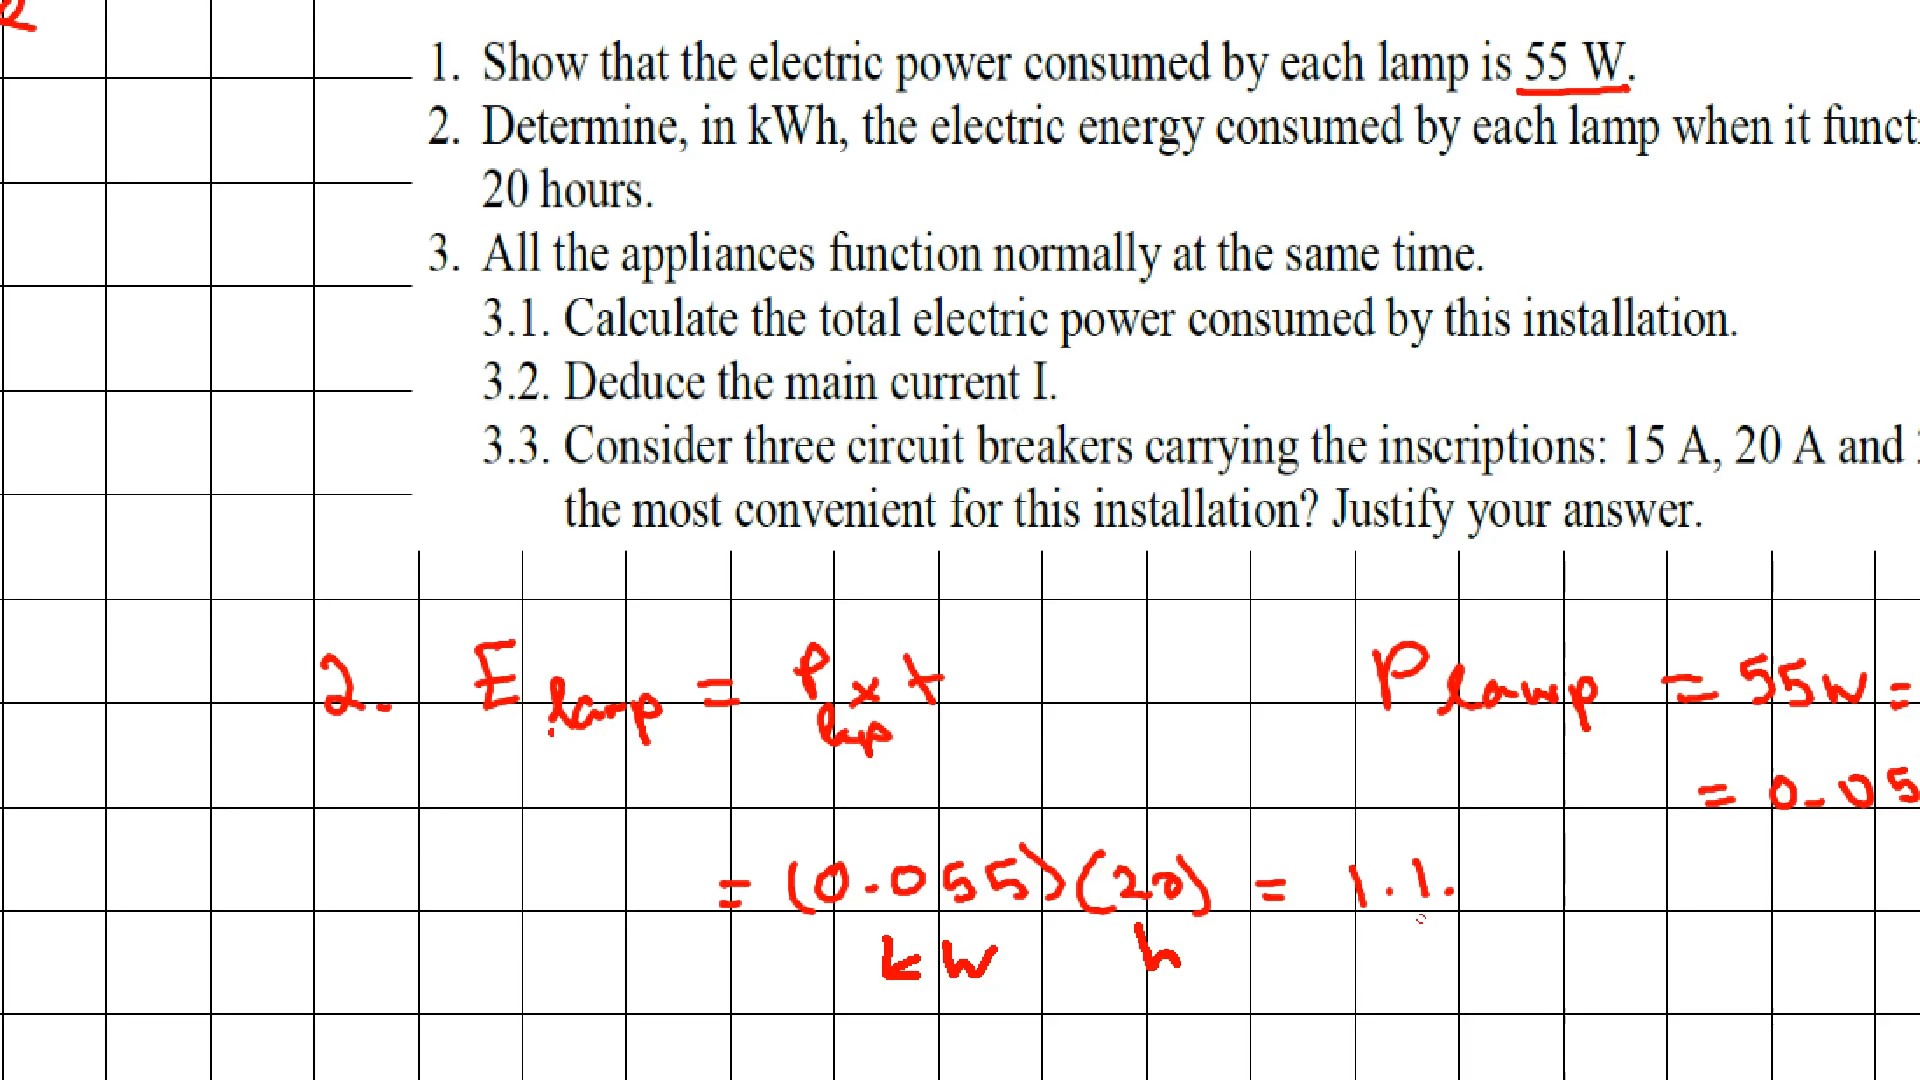 1. Show that the electric power consumed by each lamp is 55 W.
2. Determine, in kWh, the electric energy consumed by each lamp when it funct
20 hours.
3. All the appliances function normally at the same time.
3.1. Calculate the total electric power consumed by this installation.
3.2. Deduce the main current I.
3.3. Consider three circuit breakers carrying the inscriptions: 15 A, 20 A and
the most convenient for this installation? Justify your answer.
2. E lamp = P lap x t P lamp = 55W =
= 0.05
= (0.055)(20) = 1.1.
kW h